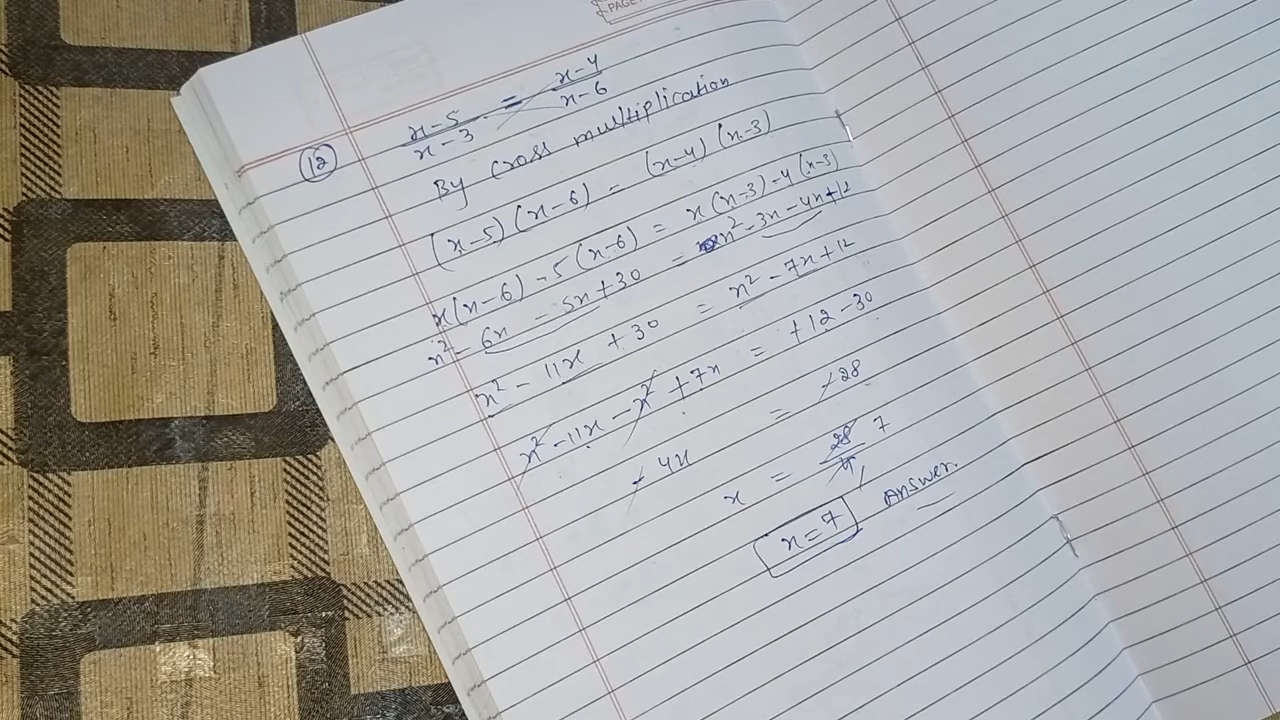 PAGE
(12) (x-5)/(x-3) = (x-4)/(x-6)
By cross multiplication
(x-5) (x-6) = (x-4) (x-3)
x(x-6) -5(x-6) = x(x-3) -4(x-3)
x² - 6x - 5x + 30 = x² - 3x - 4x + 12
x² - 11x + 30 = x² - 7x + 12
x² - 11x - x² + 7x = +12 - 30
-4x = -28
x = 28/4 7
x = 7 Answer.